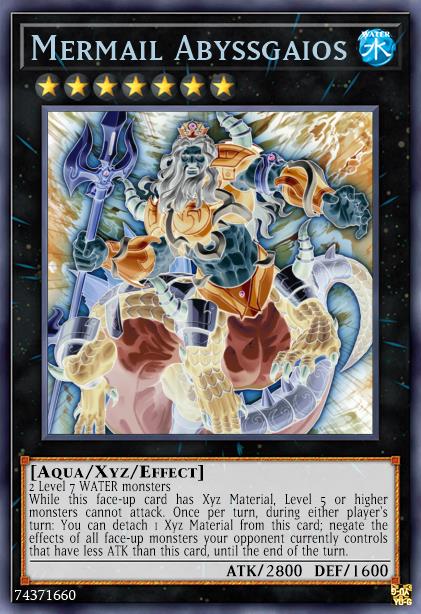 MERMAIL ABYSSGAIOS
WATER
水
[AQUA/XYZ/EFFECT]
2 Level 7 WATER monsters
While this face-up card has Xyz Material, Level 5 or higher
monsters cannot attack. Once per turn, during either player's
turn: You can detach 1 Xyz Material from this card; negate the
effects of all face-up monsters your opponent currently controls
that have less ATK than this card, until the end of the turn.
ATK/2800 DEF/1600
74371660